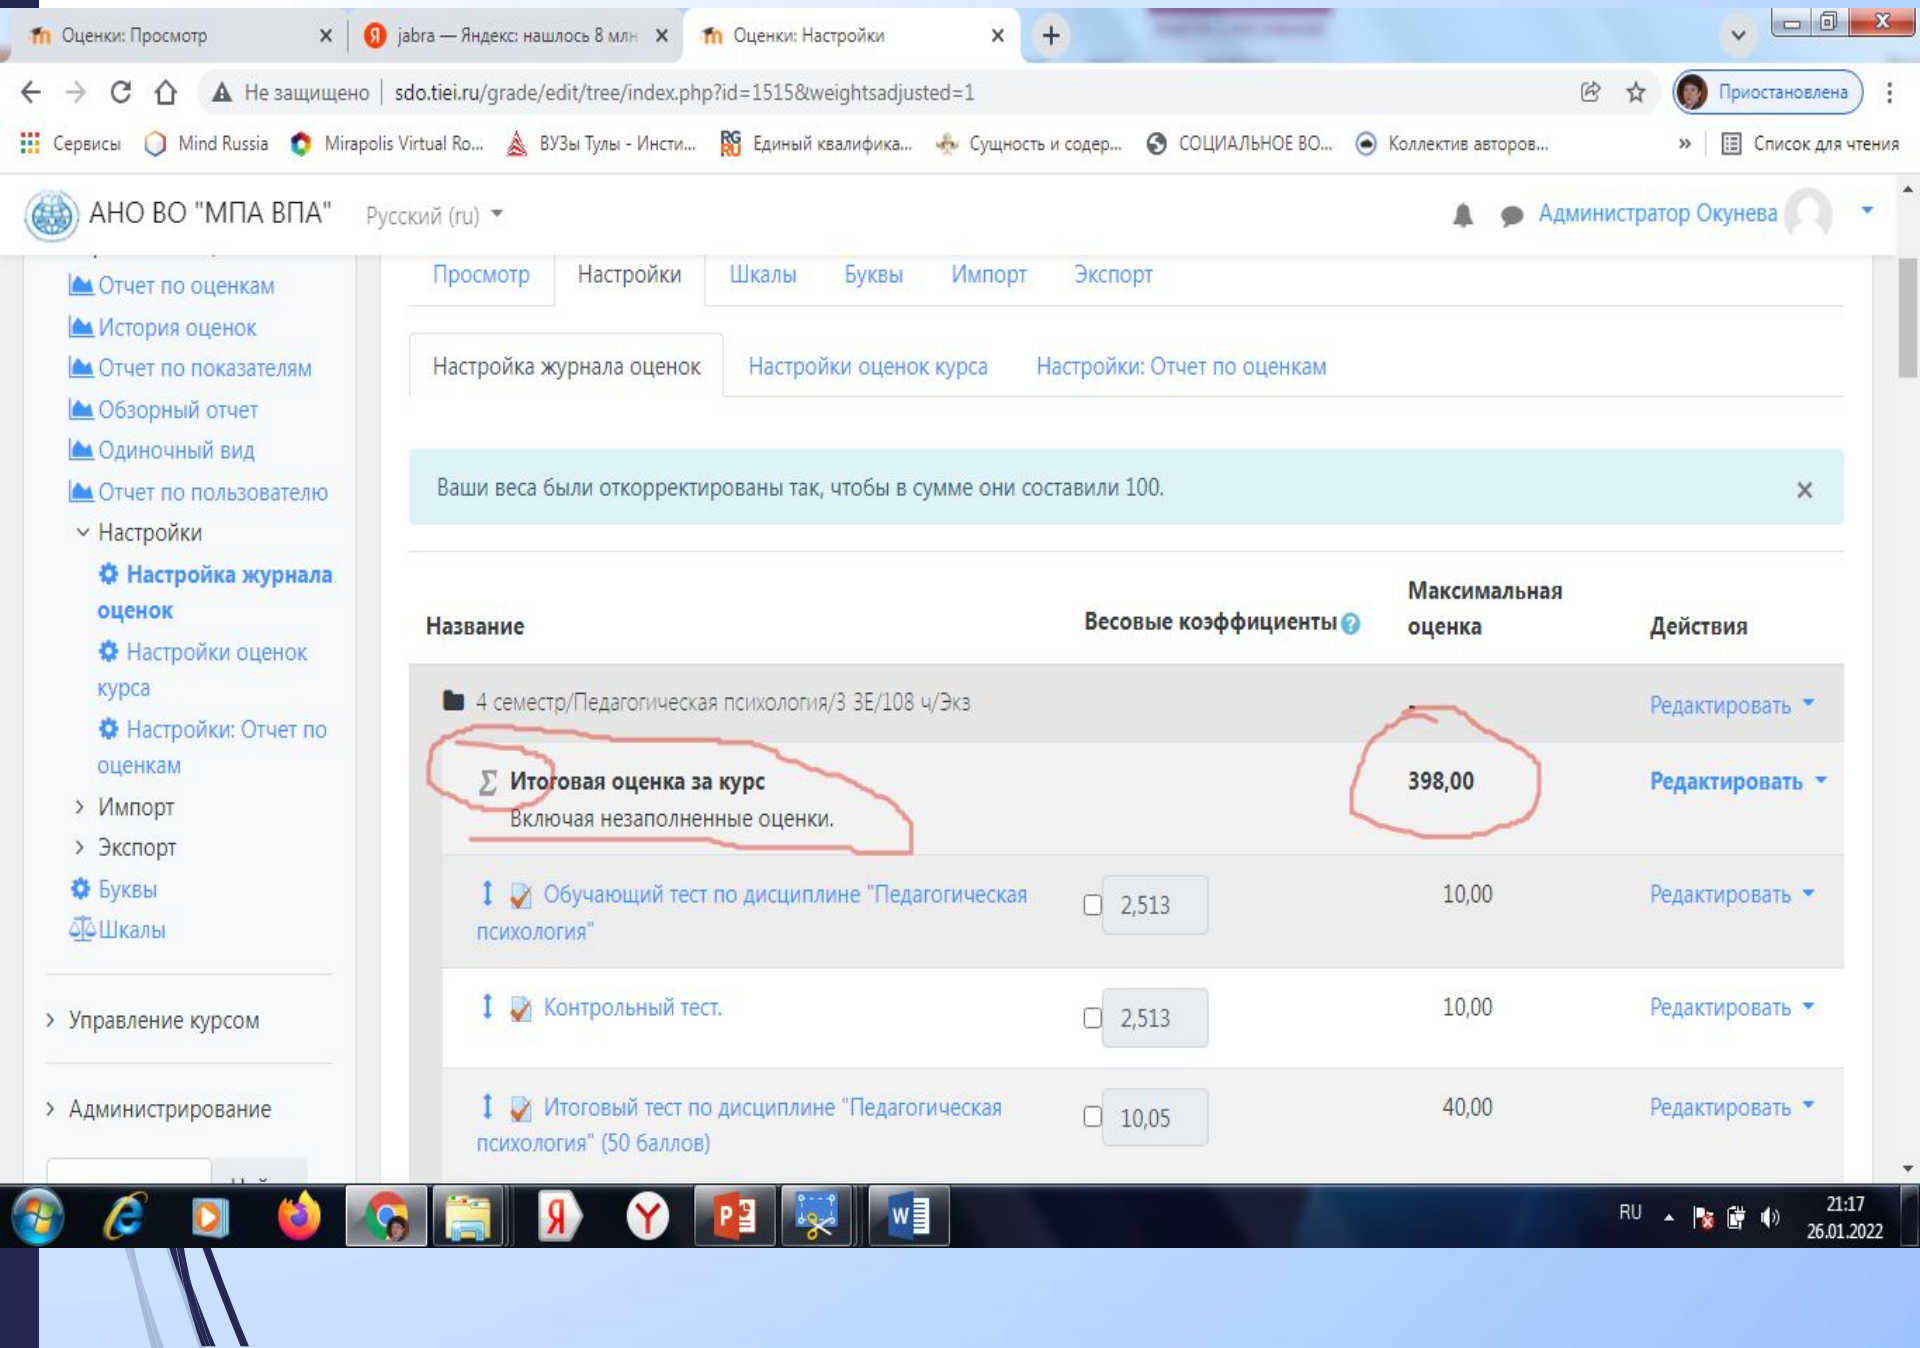 Оценки: Просмотр
jabra — Яндекс: нашлось 8 млн
Оценки: Настройки
Не защищено
sdo.tiei.ru/grade/edit/tree/index.php?id=1515&weightsadjusted=1
Приостановлена
Сервисы
Mind Russia
Mirapolis Virtual Ro...
ВУЗы Тулы - Инсти...
Единый квалифика...
Сущность и содер...
СОЦИАЛЬНОЕ ВО...
Коллектив авторов...
»
Список для чтения
АНО ВО "МПА ВПА"
Русский (ru)
Администратор Окунева
Отчет по оценкам
История оценок
Отчет по показателям
Обзорный отчет
Одиночный вид
Отчет по пользователю
Настройки
Настройка журнала
оценок
Настройки оценок
курса
Настройки: Отчет по
оценкам
Импорт
Экспорт
Буквы
Шкалы
Управление курсом
Администрирование
Просмотр
Настройки
Шкалы
Буквы
Импорт
Экспорт
Настройка журнала оценок
Настройки оценок курса
Настройки: Отчет по оценкам
Ваши веса были откорректированы так, чтобы в сумме они составили 100.
Название
Весовые коэффициенты
Максимальная
оценка
Действия
4 семестр/Педагогическая психология/3 ЗЕ/108 ч/Экз
-
Редактировать
∑ Итоговая оценка за курс
Включая незаполненные оценки.
398,00
Редактировать
Обучающий тест по дисциплине "Педагогическая
психология"
2,513
10,00
Редактировать
Контрольный тест.
2,513
10,00
Редактировать
Итоговый тест по дисциплине "Педагогическая
психология" (50 баллов)
10,05
40,00
Редактировать
RU
21:17
26.01.2022